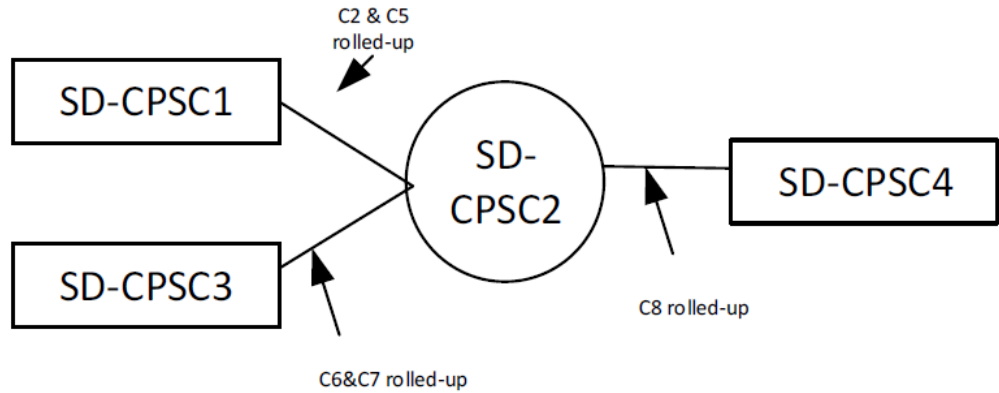 C2 & C5
rolled-up
SD-CPSC1
SD-
CPSC2
SD-CPSC4
SD-CPSC3
C8 rolled-up
C6&C7 rolled-up